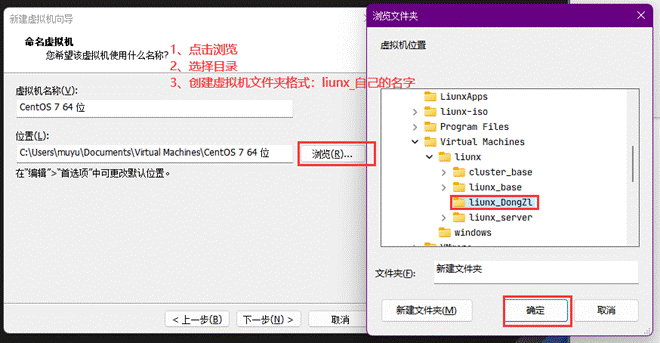 新建虚拟机向导
命名虚拟机
您希望该虚拟机使用什么名称?
1、点击浏览
2、选择目录
3、创建虚拟机文件夹格式：liunx_自己的名字
虚拟机名称(V):
CentOS 7 64 位
位置(L):
C:\Users\muyu\Documents\Virtual Machines\CentOS 7 64 位
浏览(R)...
在"编辑">"首选项"中可更改默认位置。
< 上一步(B)
下一步(N) >
取消
浏览文件夹
虚拟机位置
LiunxApps
liunx-iso
Program Files
Virtual Machines
liunx
cluster_base
liunx_base
liunx_DongZl
liunx_server
windows
文件夹(F):
新建文件夹
新建文件夹(M)
确定
取消